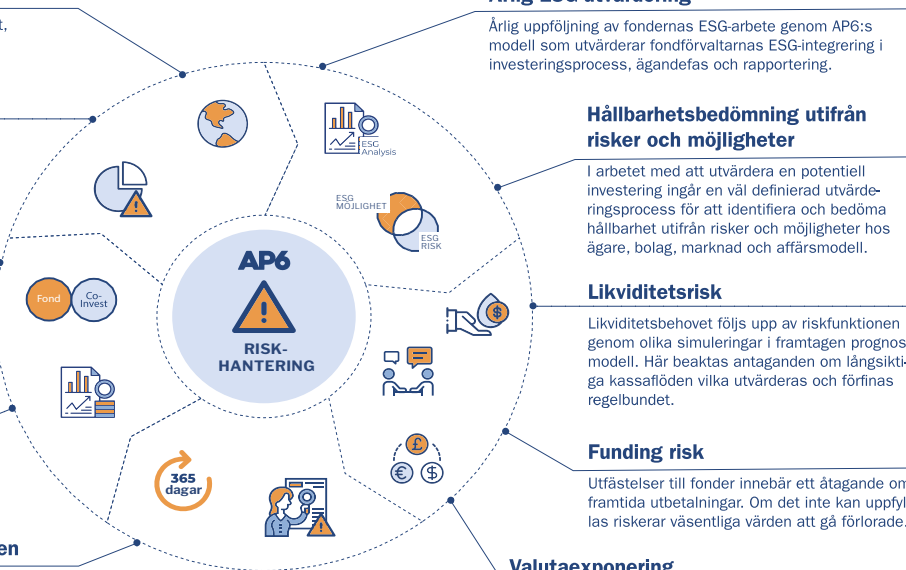 Årlig ESG-utvärdering
t,
Årlig uppföljning av fondernas ESG-arbete genom AP6:s
modell som utvärderar fondförvaltarnas ESG-integrering i
investeringsprocess, ägandefas och rapportering.
Hållbarhetsbedömning utifrån
risker och möjligheter
I arbetet med att utvärdera en potentiell
investering ingår en väl definierad utvärde-
ringsprocess för att identifiera och bedöma
hållbarhet utifrån risker och möjligheter hos
ägare, bolag, marknad och affärsmodell.
ESG
Analysis
ESG
MÖJLIGHET
ESG
RISK
AP6
RISK-
HANTERING
Fond
Co-
Invest
$
Likviditetsrisk
Likviditetsbehovet följs upp av riskfunktionen
genom olika simuleringar i framtagen prognos
modell. Här beaktas antaganden om långsikti-
ga kassaflöden vilka utvärderas och förfinas
regelbundet.
£
€
$
365
dagar
Funding risk
Utfästelser till fonder innebär ett åtagande om
framtida utbetalningar. Om det inte kan uppfyl
las riskerar väsentliga värden att gå förlorade.
en
Valutaexponering